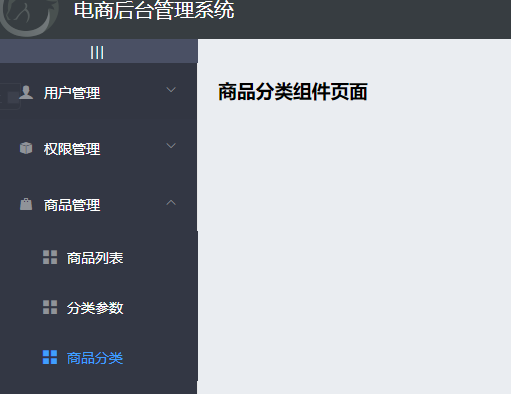 电商后台管理系统
|||
用户管理
商品分类组件页面
权限管理
商品管理
商品列表
分类参数
商品分类